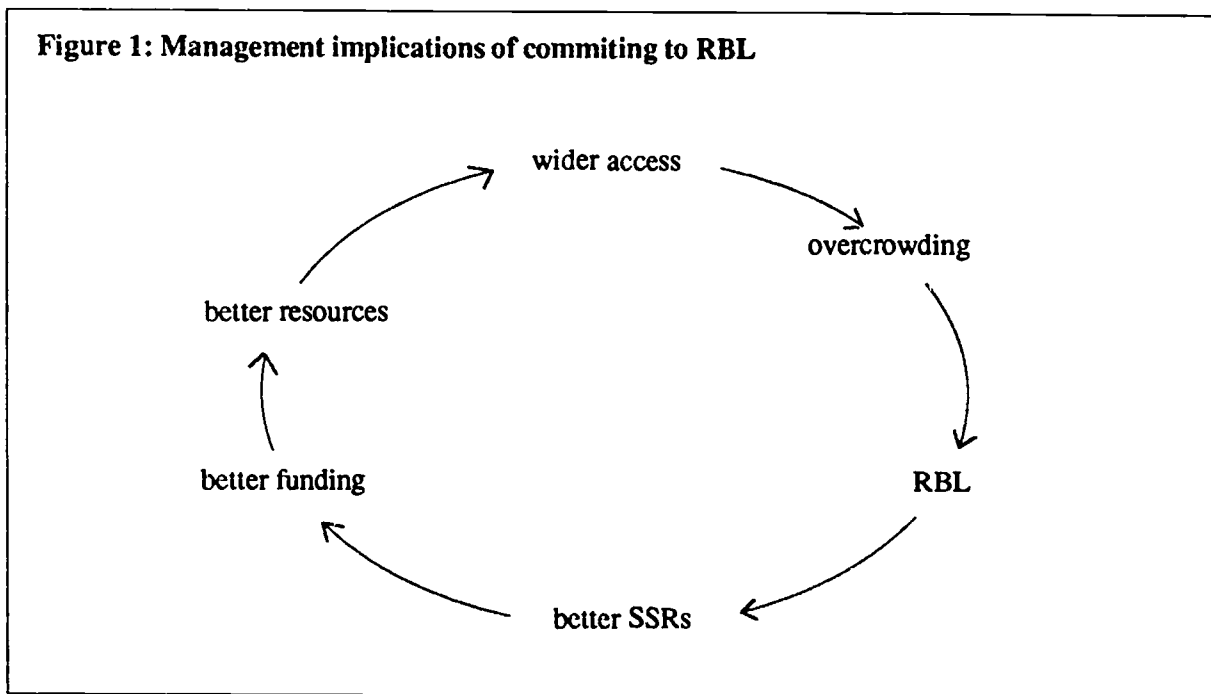 Figure 1: Management implications of commiting to RBL
wider access
overcrowding
better resources
better funding
RBL
better SSRs